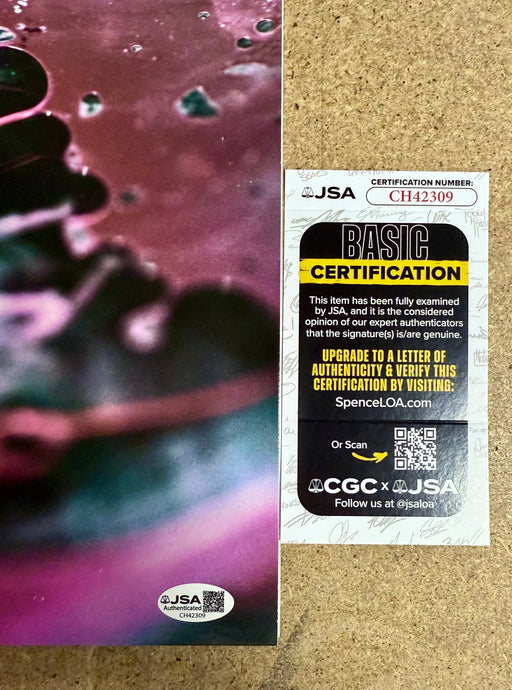 JSA
CERTIFICATION NUMBER:
CH42309
BASIC
CERTIFICATION
This item has been fully examined
by JSA, and it is the considered
opinion of our expert authenticators
that the signature(s) is/are genuine.
UPGRADE TO A LETTER OF
AUTHENTICITY & VERIFY THIS
CERTIFICATION BY VISITING:
SpenceLOA.com
Or Scan
CGC x JSA
Follow us at @jsaloa
JSA
Authenticated
CH42309